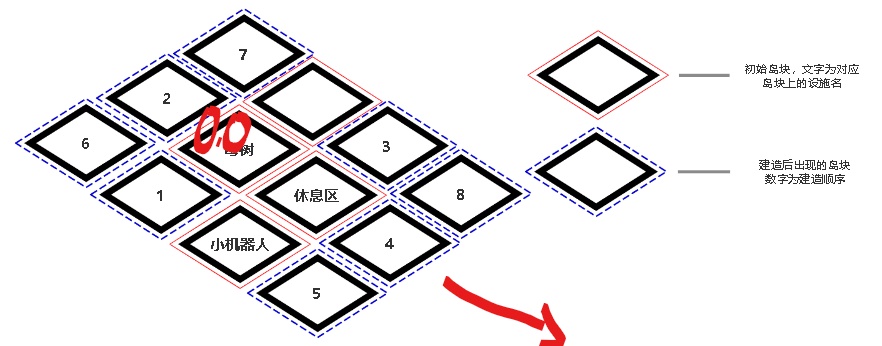 7
2
6
0,0
树
3
1
休息区
8
小机器人
4
5
初始岛块，文字为对应
岛块上的设施名
建造后出现的岛块
数字为建造顺序